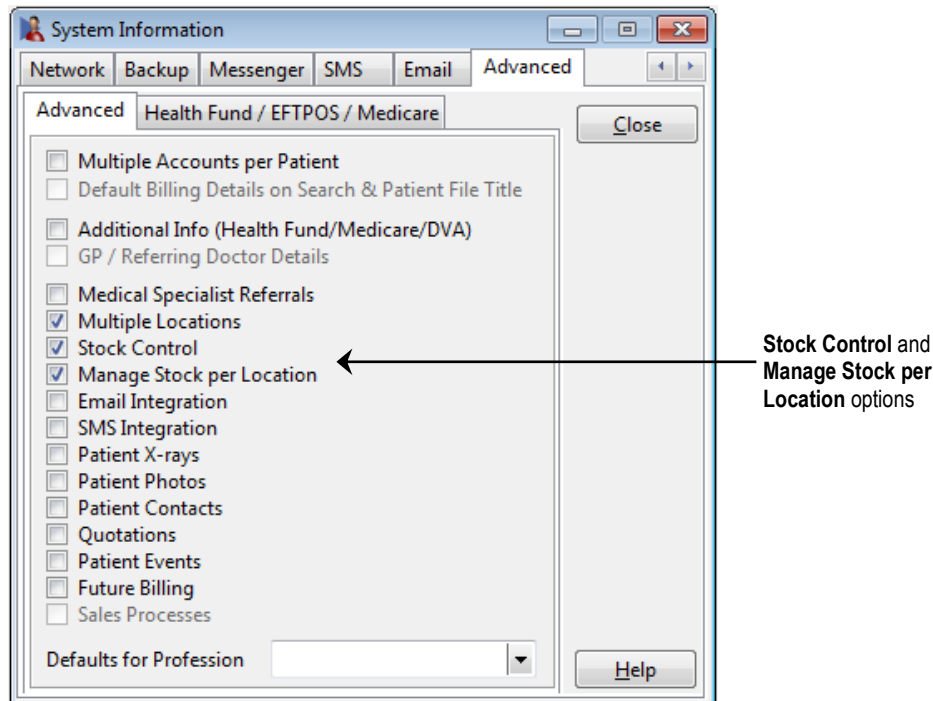 System Information
Network Backup Messenger SMS Email Advanced
Advanced Health Fund / EFTPOS / Medicare
Close
Multiple Accounts per Patient
Default Billing Details on Search & Patient File Title
Additional Info (Health Fund/Medicare/DVA)
GP / Referring Doctor Details
Medical Specialist Referrals
Multiple Locations
Stock Control
Manage Stock per Location
Email Integration
SMS Integration
Patient X-rays
Patient Photos
Patient Contacts
Quotations
Patient Events
Future Billing
Sales Processes
Defaults for Profession
Help
Stock Control and
Manage Stock per
Location options